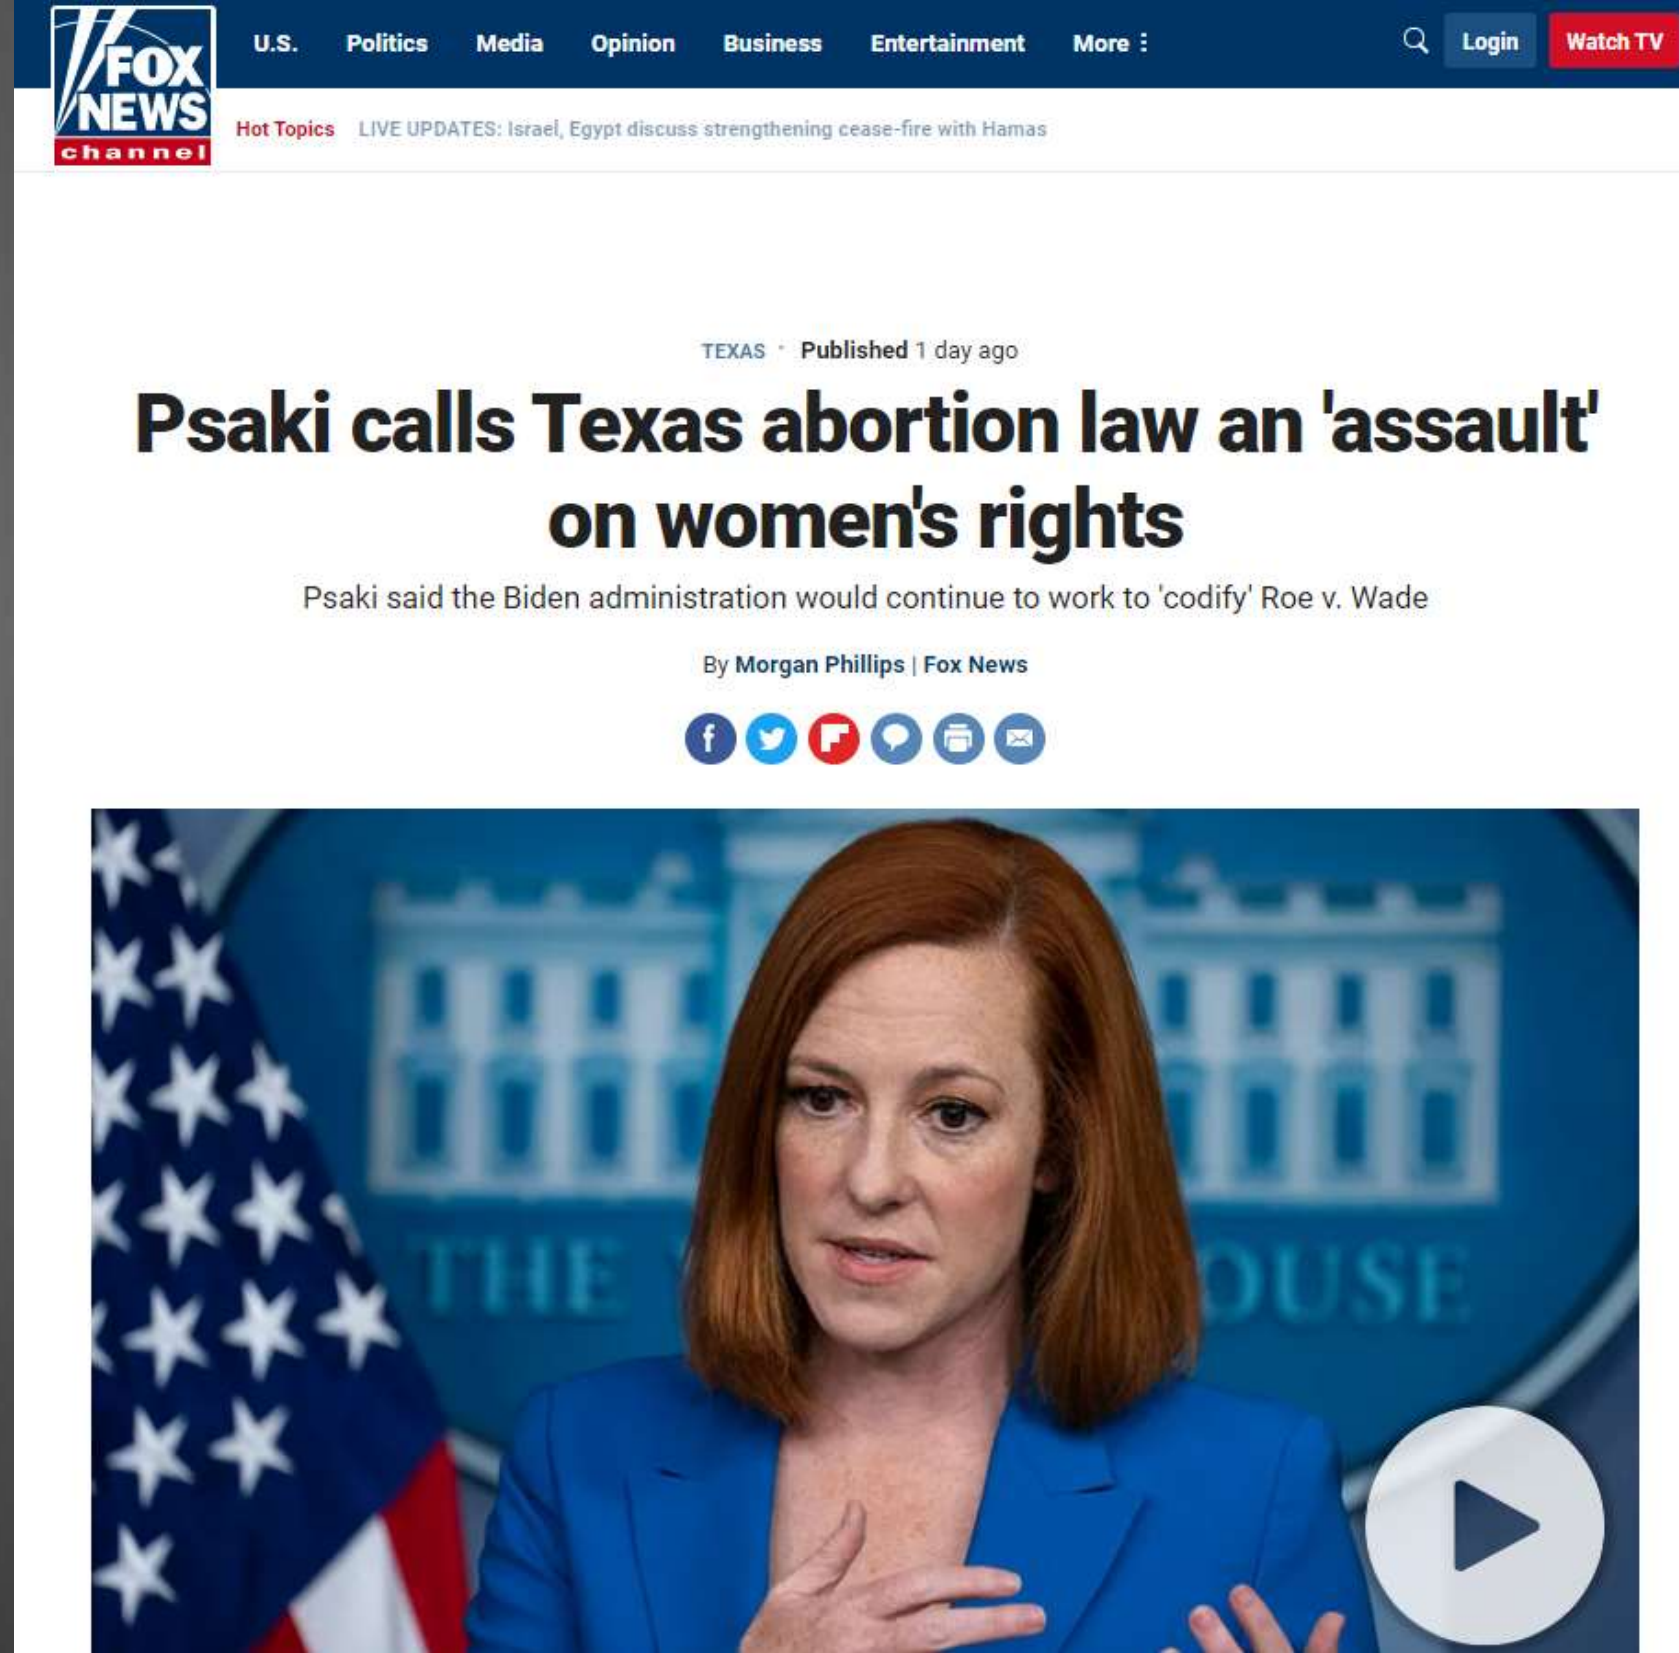 FOX
NEWS
channel
U.S. Politics Media Opinion Business Entertainment More Login Watch TV
Hot Topics LIVE UPDATES: Israel, Egypt discuss strengthening cease-fire with Hamas
TEXAS · Published 1 day ago
Psaki calls Texas abortion law an 'assault'
on women's rights
Psaki said the Biden administration would continue to work to 'codify' Roe v. Wade
By Morgan Phillips | Fox News
THE OUSE